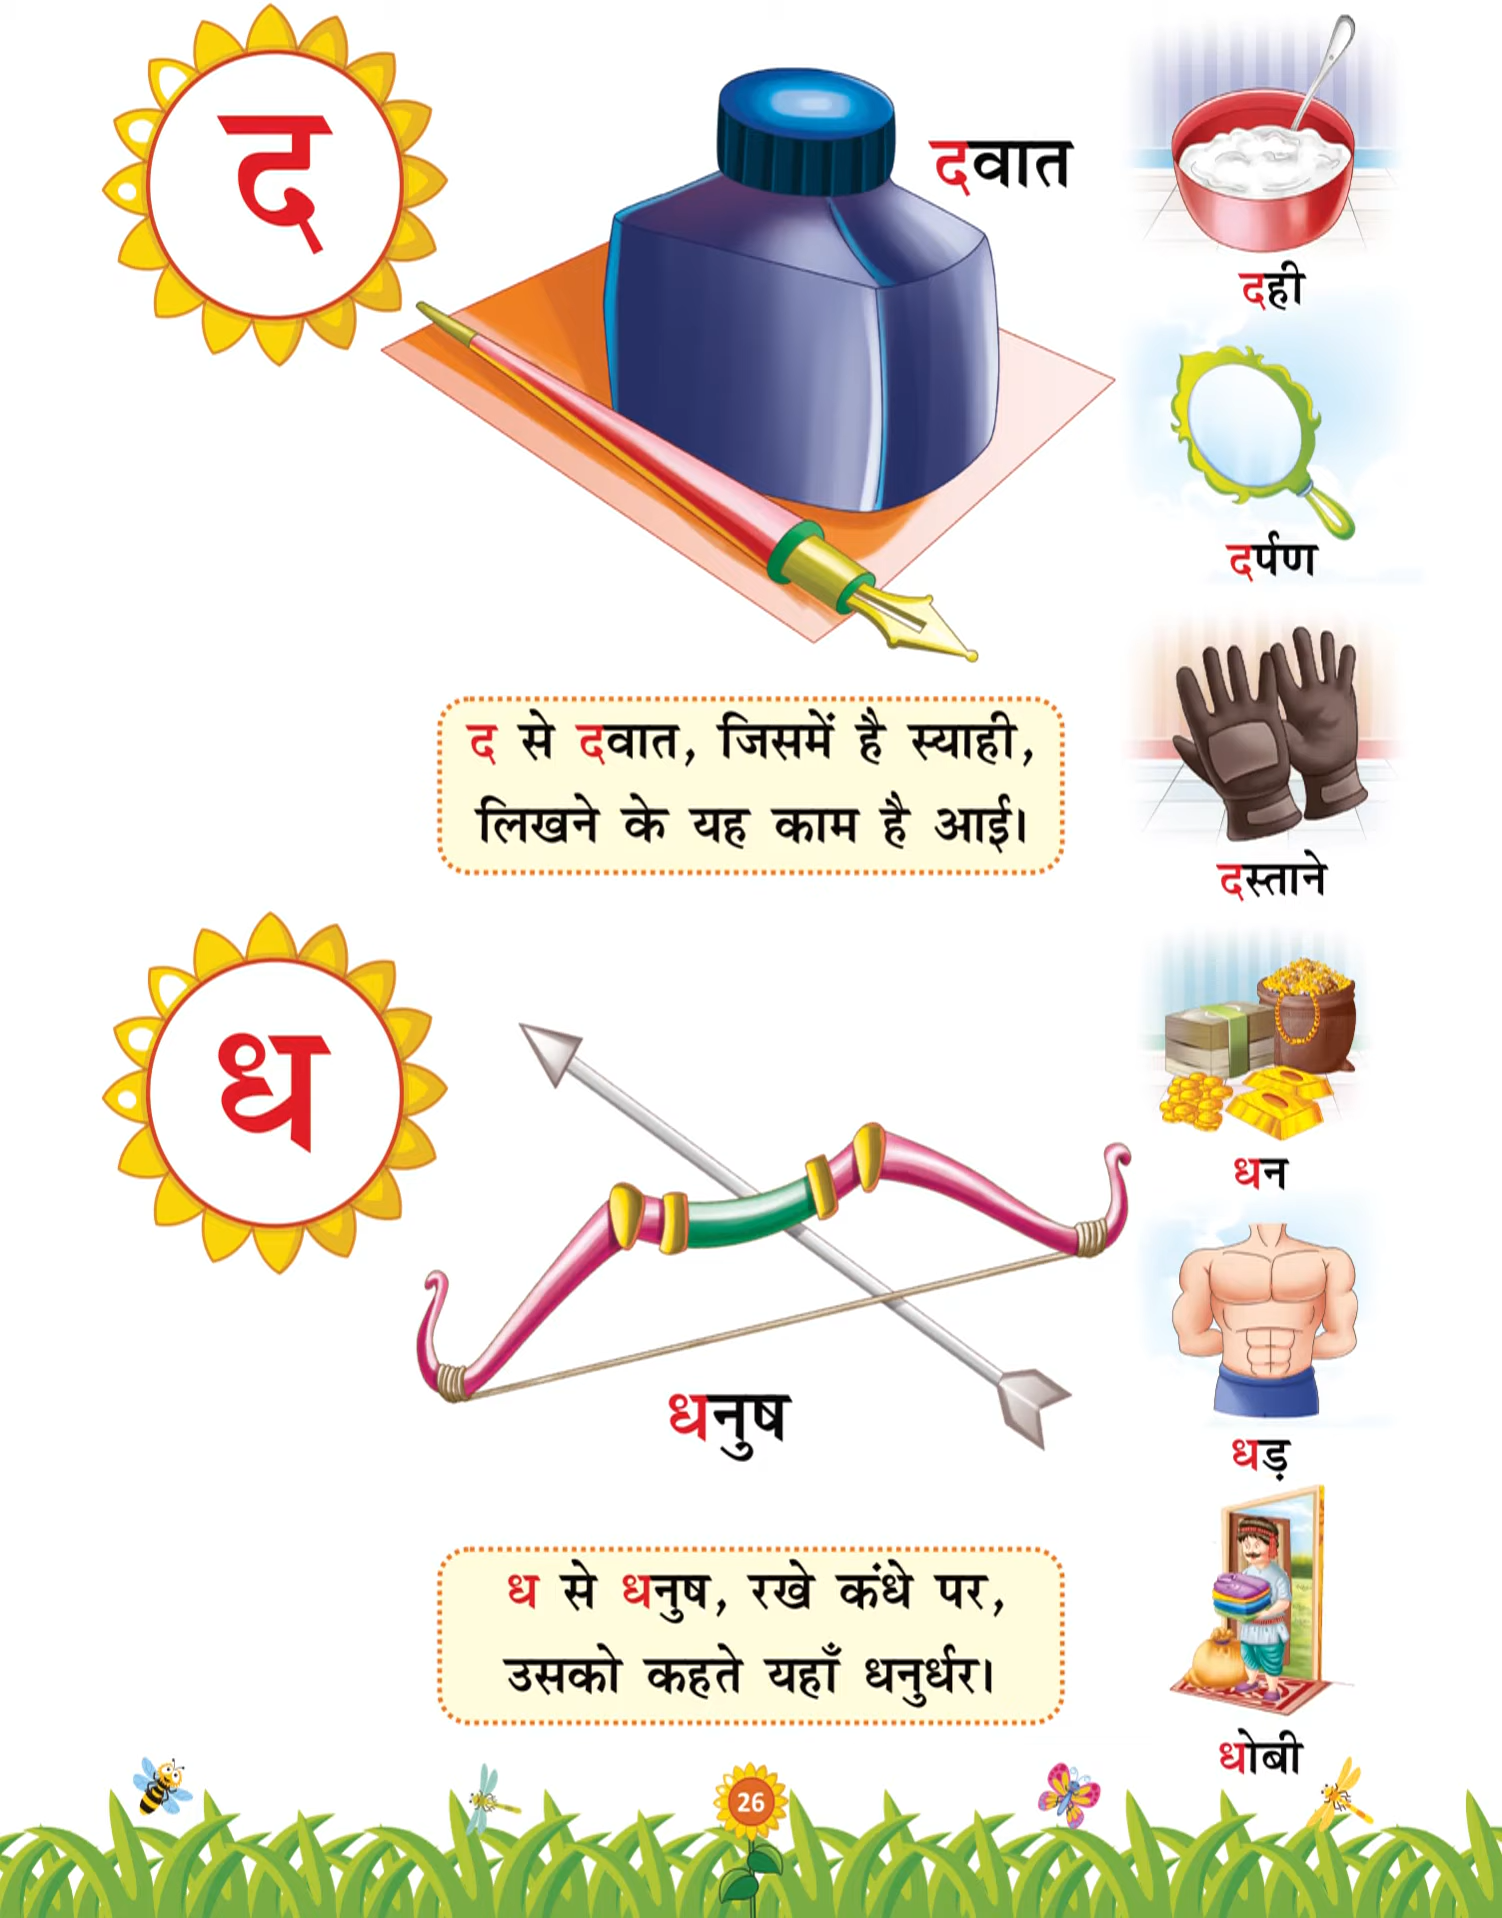 द
दवात
दही
दर्पण
दस्ताने
द से दवात, जिसमें है स्याही,
लिखने के यह काम है आई।
ध
धनुष
धन
धड़
धोबी
ध से धनुष, रखे कंधे पर,
उसको कहते यहाँ धनुर्धर।
26